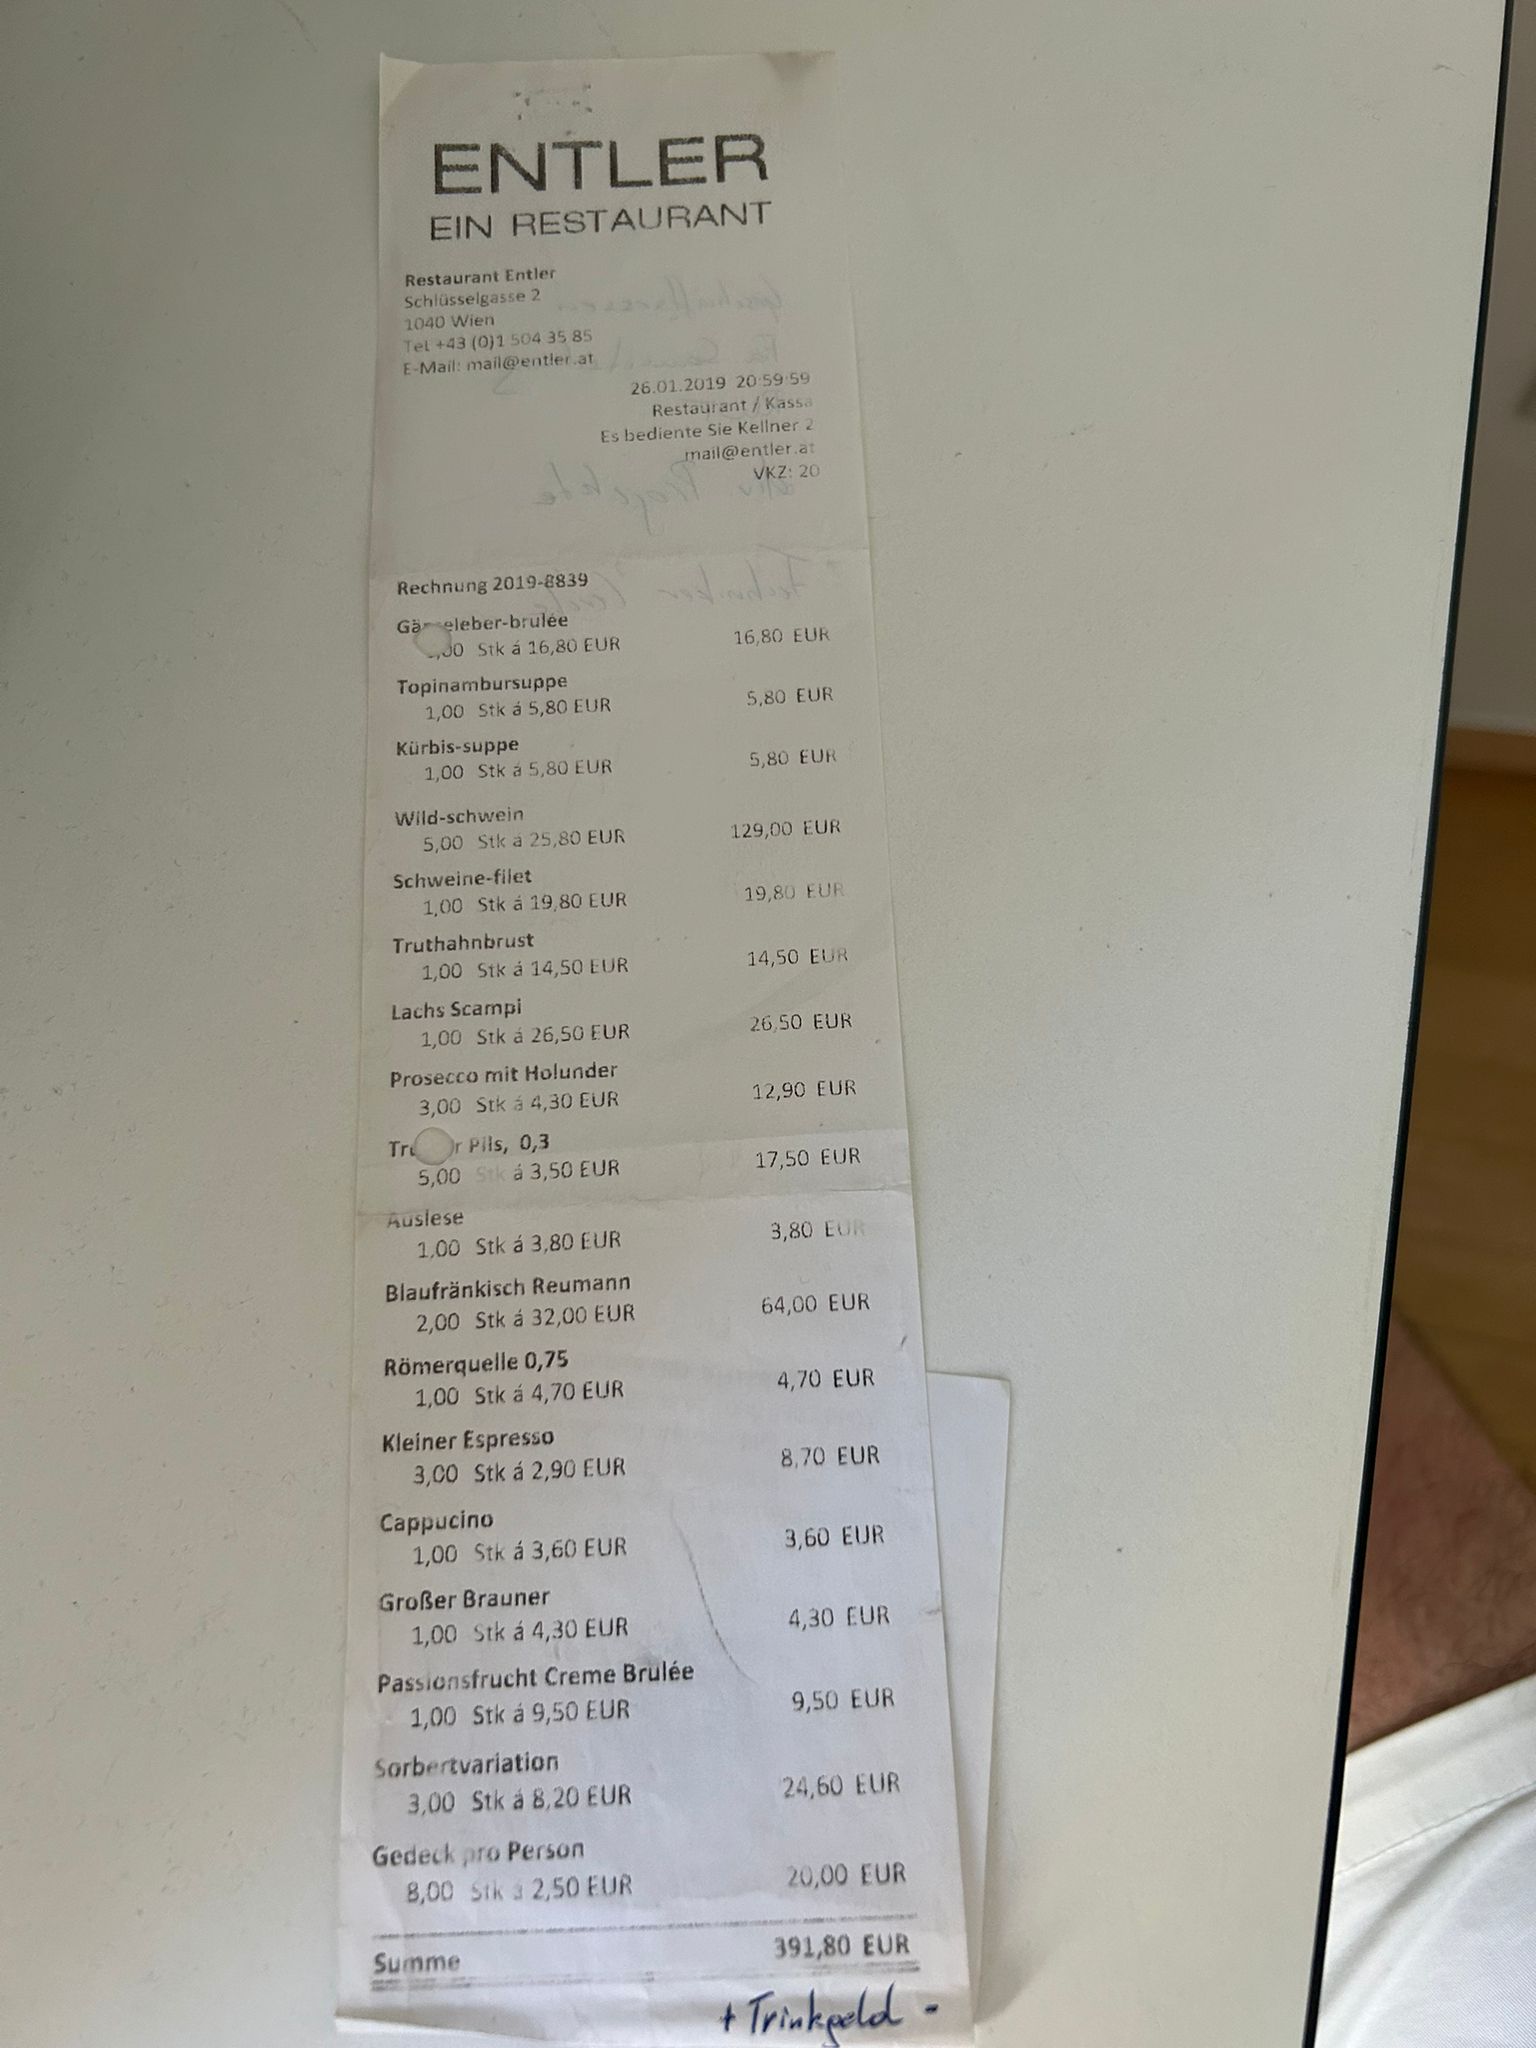 ENTLER
EIN RESTAURANT
Restaurant Entler
Schlüsselgasse 2
1040 Wien
Tel +43 (0)1 504 35 85
E-Mail: mail@entler.at
26.01.2019 20:59:59
Restaurant / Kassa
Es bediente Sie Kellner 2
mail@entler.at
VKZ: 20
Rechnung 2019-8839
eleber-brulée
,00 Stk á 16,80 EUR 16,80 EUR
Topinambursuppe
1,00 Stk á 5,80 EUR 5,80 EUR
Kürbis-suppe
1,00 Stk á 5,80 EUR 5,80 EUR
Wild-schwein
5,00 Stk á 25,80 EUR 129,00 EUR
Schweine-filet
1,00 Stk á 19,80 EUR 19,80 EUR
Truthahnbrust
1,00 Stk á 14,50 EUR 14,50 EUR
Lachs Scampi
1,00 Stk á 26,50 EUR 26,50 EUR
Prosecco mit Holunder
3,00 Stk á 4,30 EUR 12,90 EUR
Pils, 0,3
5,00 Stk á 3,50 EUR 17,50 EUR
Auslese
1,00 Stk á 3,80 EUR 3,80 EUR
Blaufränkisch Reumann
2,00 Stk á 32,00 EUR 64,00 EUR
Römerquelle 0,75
1,00 Stk á 4,70 EUR 4,70 EUR
Kleiner Espresso
3,00 Stk á 2,90 EUR 8,70 EUR
Cappucino
1,00 Stk á 3,60 EUR 3,60 EUR
Großer Brauner
1,00 Stk á 4,30 EUR 4,30 EUR
Passionsfrucht Creme Brulée
1,00 Stk á 9,50 EUR 9,50 EUR
Sorbertvariation
3,00 Stk á 8,20 EUR 24,60 EUR
Gedeck pro Person
8,00 Stk á 2,50 EUR 20,00 EUR
Summe 391,80 EUR
+ Trinkgeld -